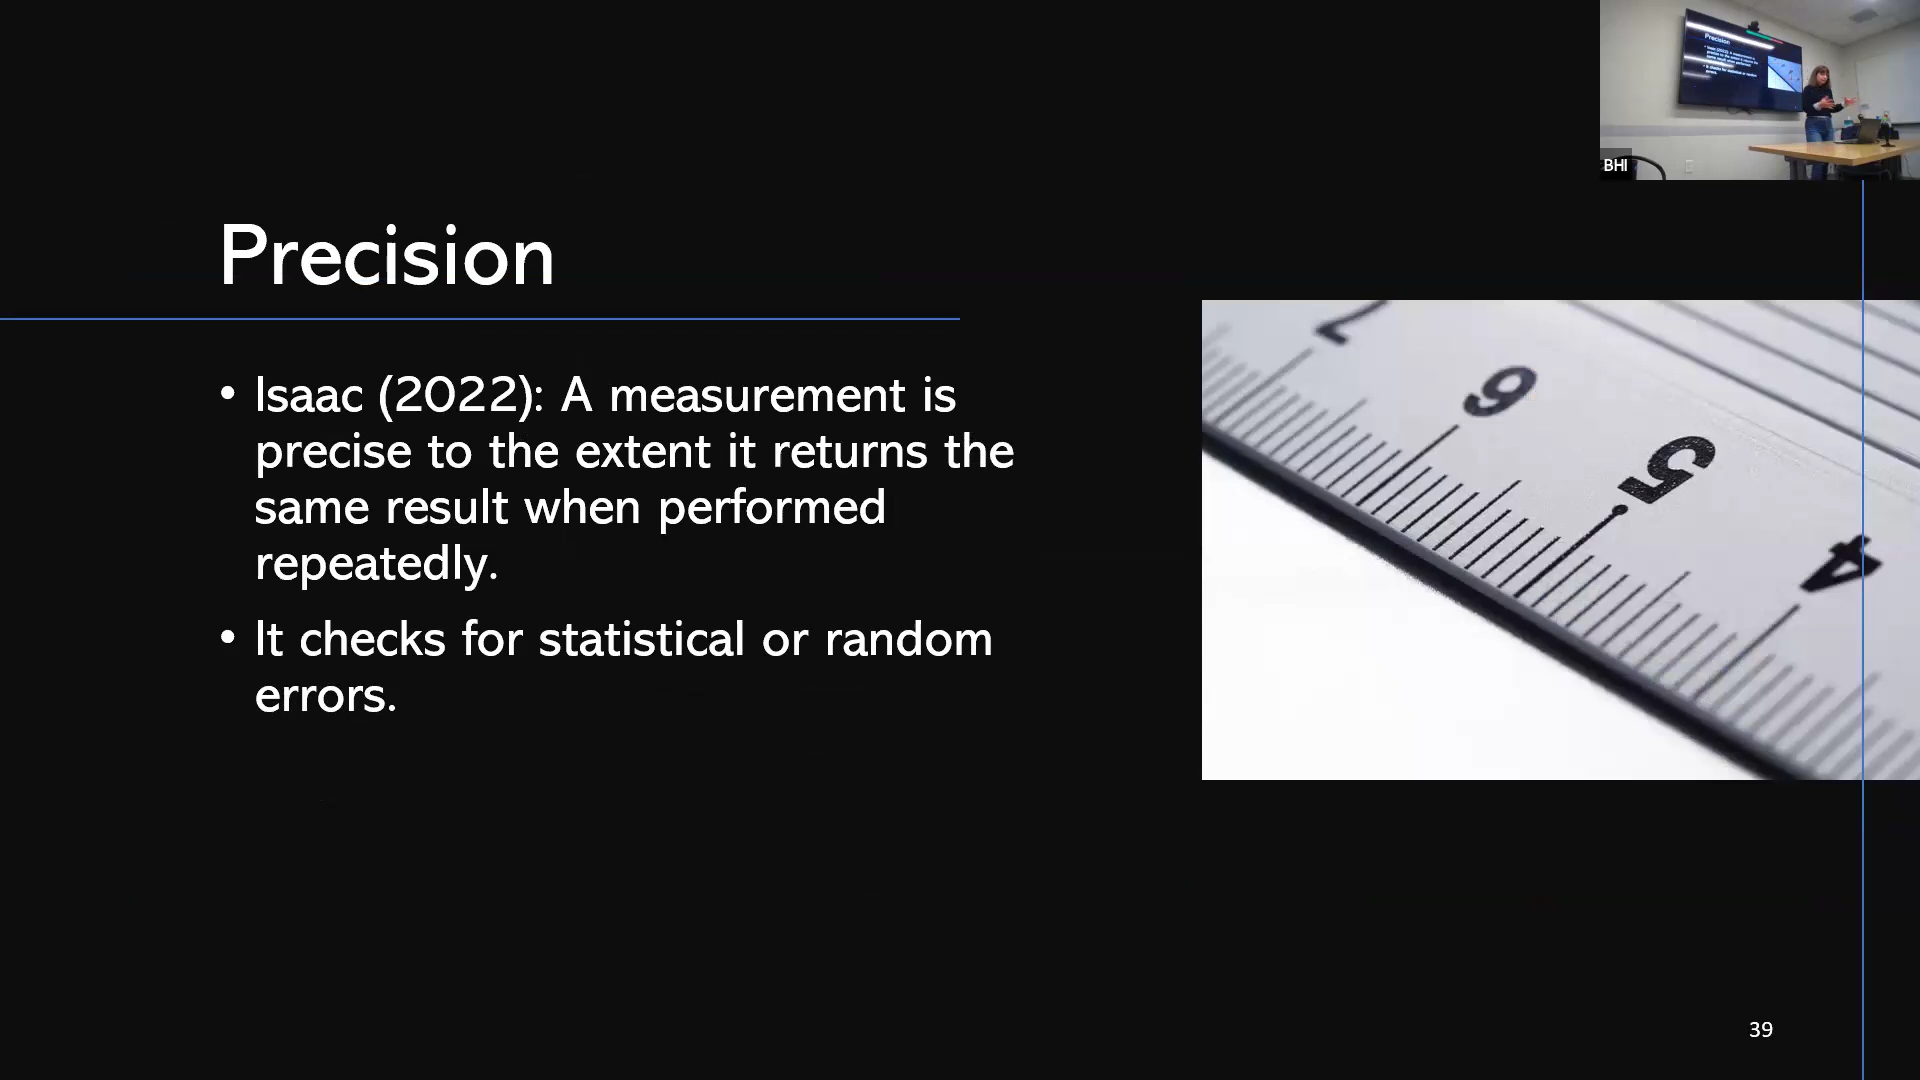 BHI
Precision
• Isaac (2022): A measurement is
precise to the extent it returns the
same result when performed
repeatedly.
• It checks for statistical or random
errors.
7
6
5
4
39